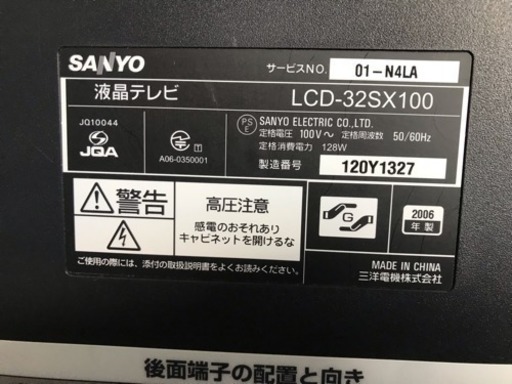 SANYO
サービスNO. 01-N4LA
液晶テレビ LCD-32SX100
JQ10044
JQA
A06-0350001
PS
E
SANYO ELECTRIC CO.,LTD.
定格電圧 100V~ 定格周波数 50/60Hz
定格消費電力 128W
製造番号 120Y1327
警告
高圧注意
感電のおそれあり
キャビネットを開けるな
G
2006
年製
ご使用の際には、添付の取扱説明書をよくお読みください。
MADE IN CHINA
三洋電機株式会社
後面端子の配置と向き